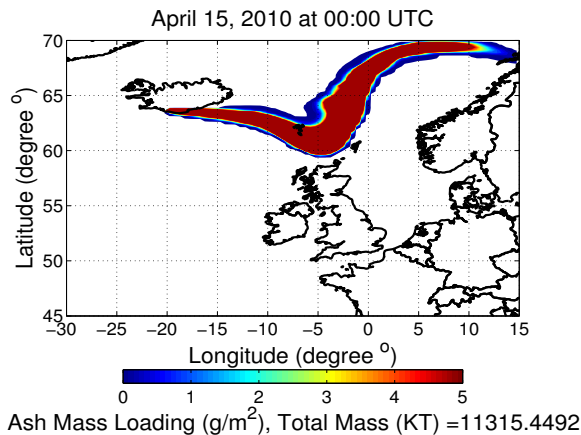 April 15, 2010 at 00:00 UTC
70
65
60
55
50
45
Latitude (degree °)
−30 −25 −20 −15 −10 −5 0 5 10 15
Longitude (degree °)
0 1 2 3 4 5
Ash Mass Loading (g/m²), Total Mass (KT) =11315.4492